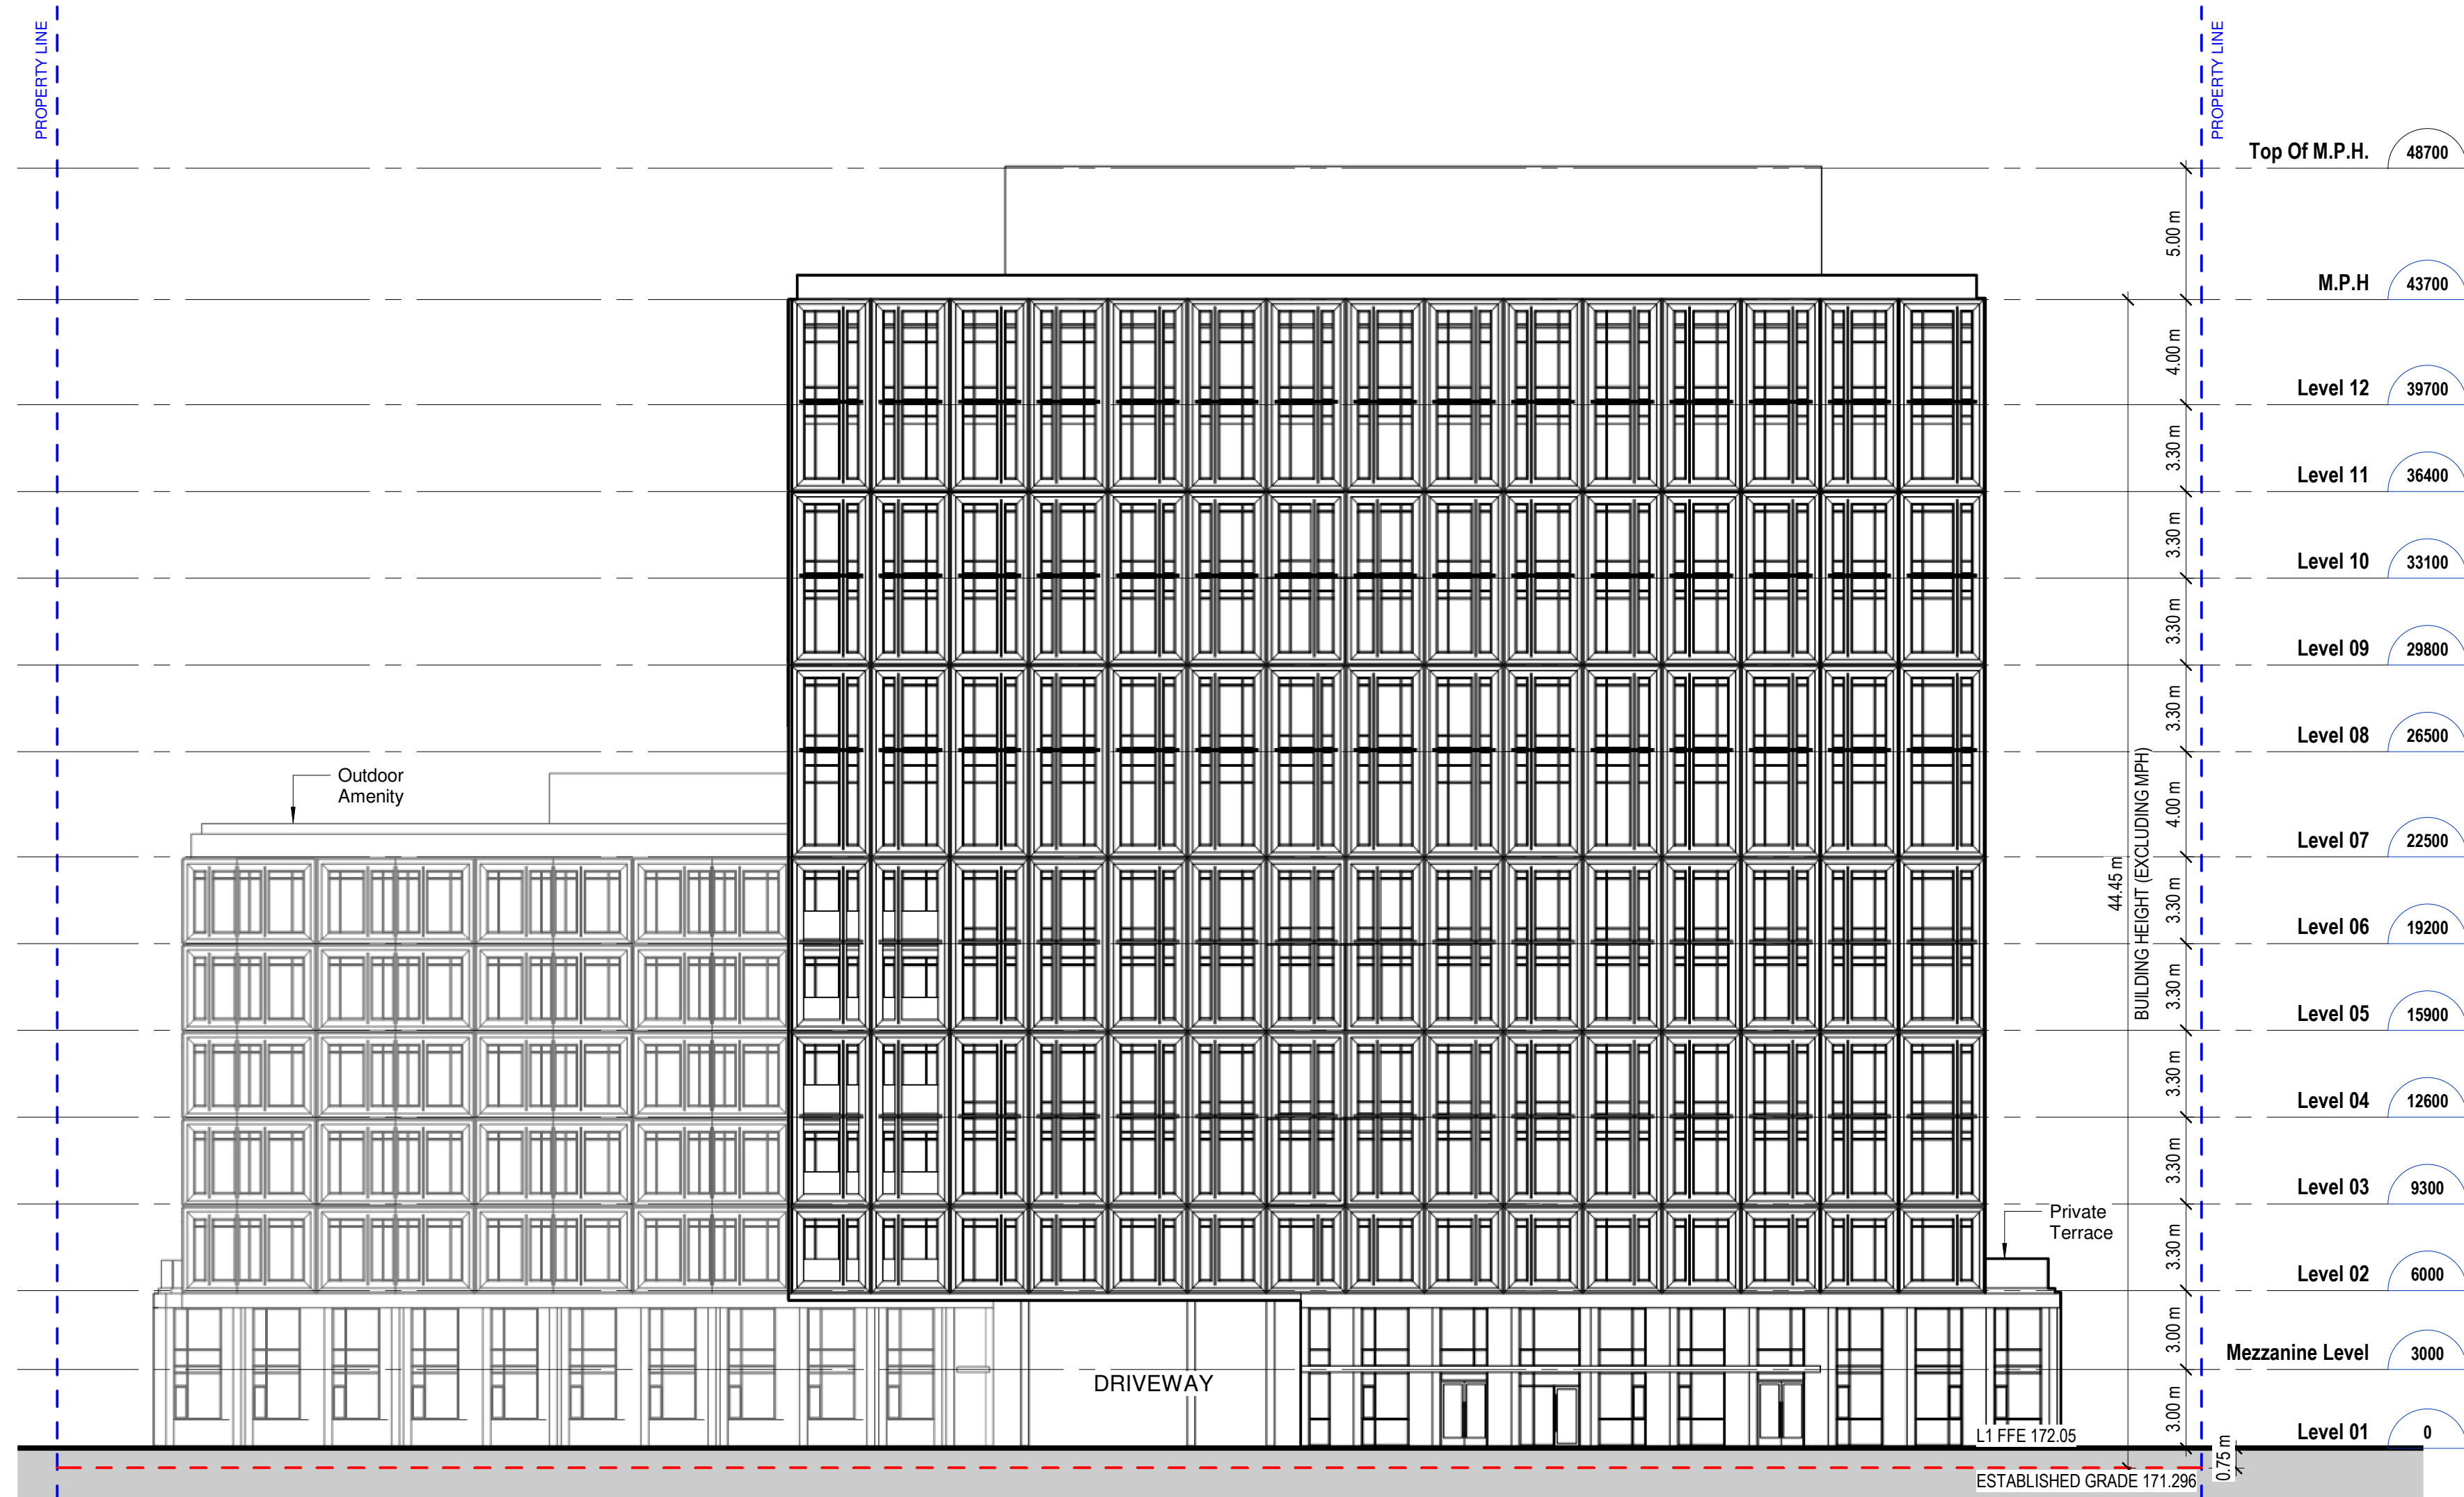 PROPERTY LINE
PROPERTY LINE
Top Of M.P.H. 48700
5.00 m
M.P.H 43700
4.00 m
Level 12 39700
3.30 m
Level 11 36400
3.30 m
Level 10 33100
3.30 m
Level 09 29800
3.30 m
Level 08 26500
4.00 m
Level 07 22500
3.30 m
Level 06 19200
3.30 m
Level 05 15900
3.30 m
Level 04 12600
3.30 m
Level 03 9300
3.30 m
Level 02 6000
3.00 m
Mezzanine Level 3000
3.00 m
Level 01 0
0.75 m
44.45 m
BUILDING HEIGHT (EXCLUDING MPH)
Outdoor
Amenity
Private
Terrace
DRIVEWAY
L1 FFE 172.05
ESTABLISHED GRADE 171.296